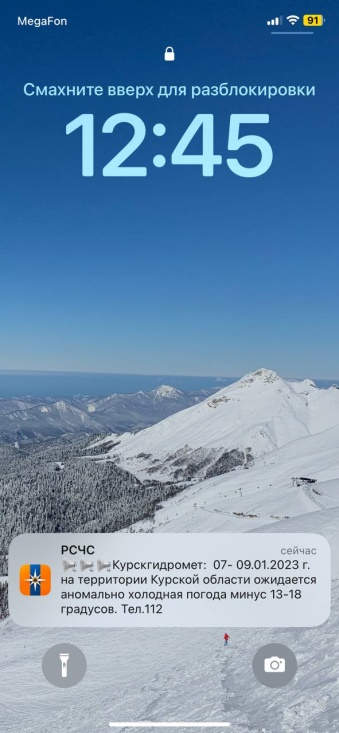 MegaFon
91
Смахните вверх для разблокировки
12:45
РСЧС
сейчас
Курскгидромет: 07- 09.01.2023 г.
на территории Курской области ожидается
аномально холодная погода минус 13-18
градусов. Тел.112